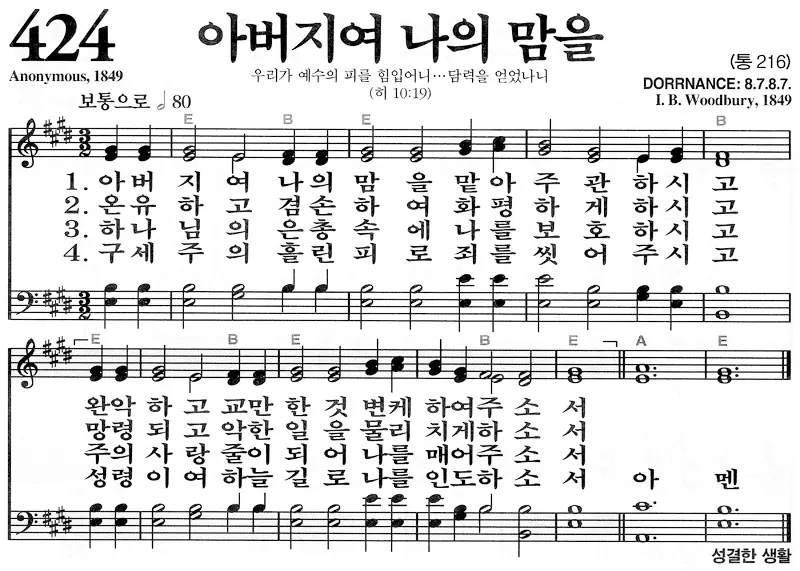 424
아버지여 나의 맘을
(통 216)
Anonymous, 1849
우리가 예수의 피를 힘입어니…담력을 얻었나니
(히 10:19)
DORRNANCE: 8.7.8.7.
I. B. Woodbury, 1849
보통으로 𝅗𝅥 80
E B E B
3 2
1. 아 버 지 여 나 의 맘 을 맡 아 주 관 하 시 고
2. 온 유 하 고 겸 손 하 여 화 평 하 게 하 시 고
3. 하 나 님 의 은 총 속 에 나 를 보 호 하 시 고
4. 구 세 주 의 흘 린 피 로 죄 를 씻 어 주 시 고
3 2
E B E B E A E
완악 하 고 교만 한 것 변케 하여주 소 서
망령 되 고 악한 일 을 물리 치게하 소 서
주의 사 랑 줄이 되 어 나를 매어주 소 서
성령 이 여 하늘 길 로 나를 인도하 소 서 아 멘
성결한 생활